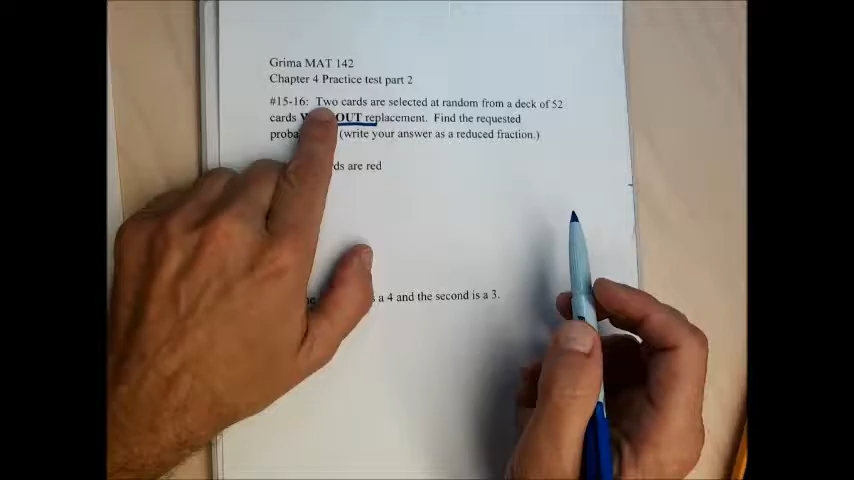 Grima MAT 142
Chapter 4 Practice test part 2
#15-16: Two cards are selected at random from a deck of 52
cards OUT replacement. Find the requested
(write your answer as a reduced fraction.)
are red
a 4 and the second is a 3.